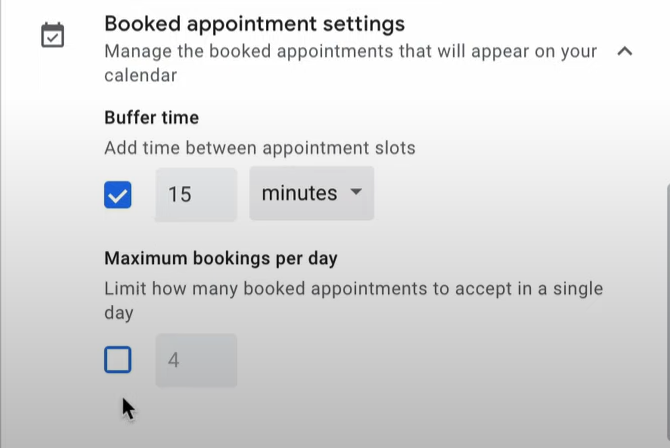 Booked appointment settings
Manage the booked appointments that will appear on your
calendar
Buffer time
Add time between appointment slots
15 minutes
Maximum bookings per day
Limit how many booked appointments to accept in a single
day
4